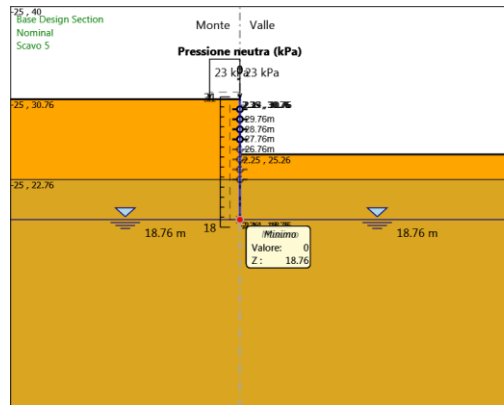 -25, 40
Base Design Section
Nominal
Scavo 5
Monte Valle
Pressione neutra (kPa)
23 kPa 23 kPa
-25 , 30.76
29.76m
28.76m
27.76m
26.76m
2.25 , 25.26
-25 , 22.76
18
18.76 m
18.76 m
Minimo
Valore: 0
Z : 18.76